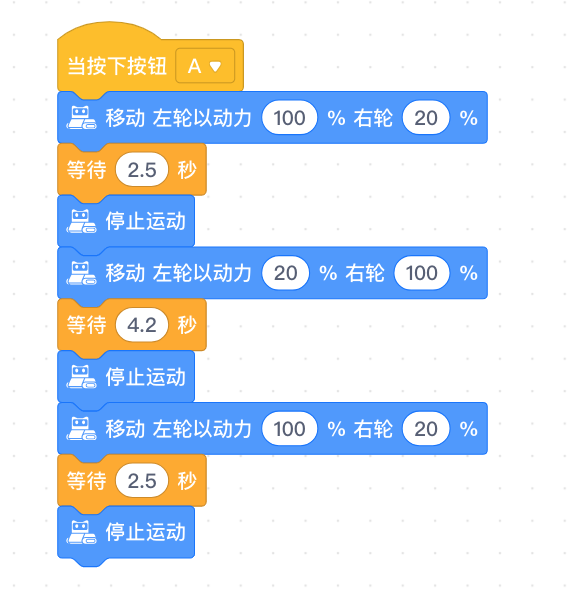 当按下按钮 A
移动 左轮以动力 100 % 右轮 20 %
等待 2.5 秒
停止运动
移动 左轮以动力 20 % 右轮 100 %
等待 4.2 秒
停止运动
移动 左轮以动力 100 % 右轮 20 %
等待 2.5 秒
停止运动